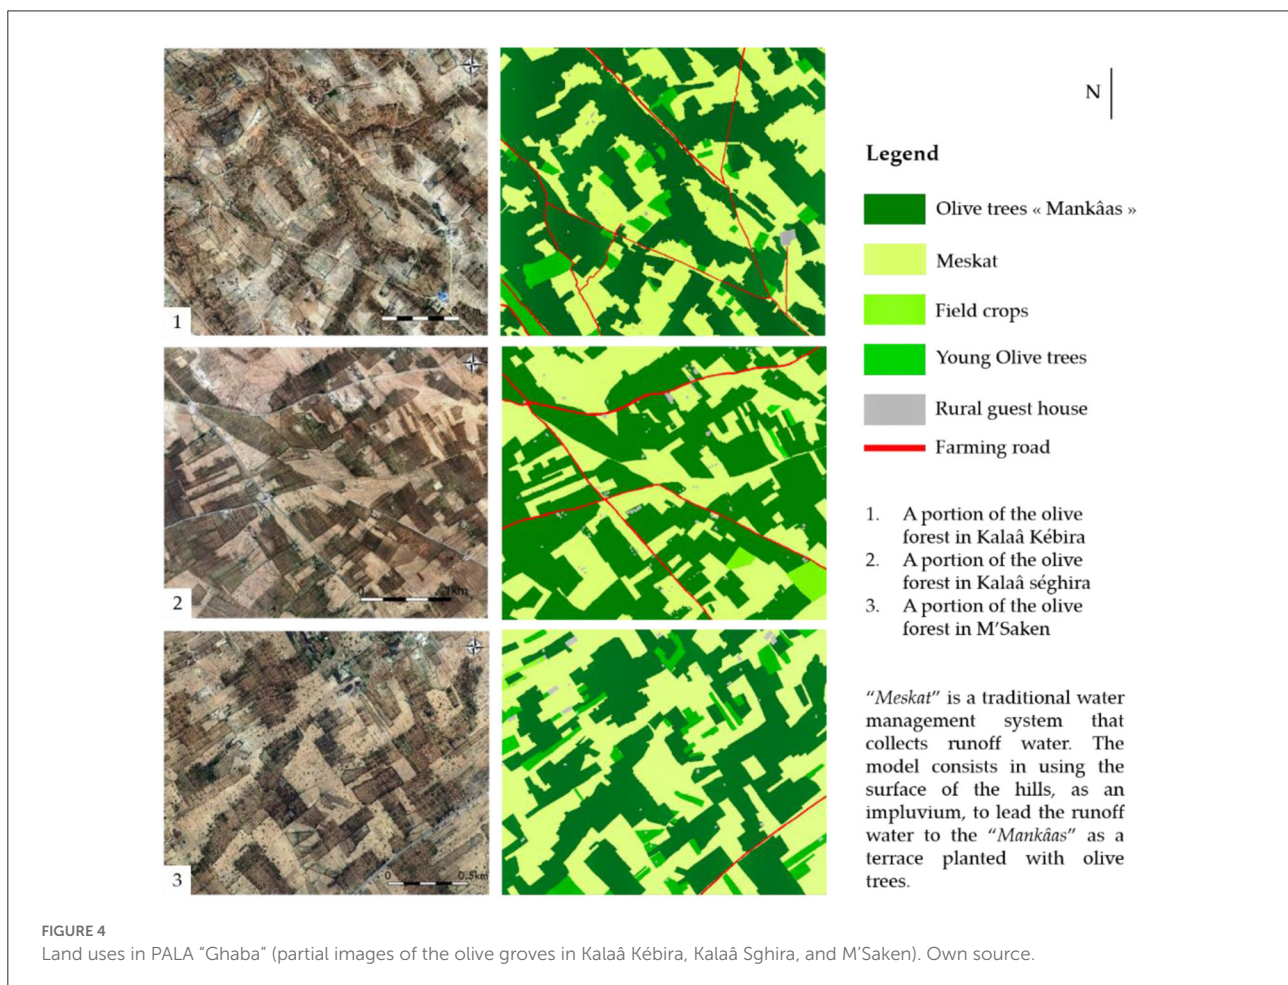 1
2
0
1km
3
0
0.5km
N
Legend
Olive trees « Mankâas »
Meskat
Field crops
Young Olive trees
Rural guest house
Farming road
1. A portion of the olive
forest in Kalaâ Kébira
2. A portion of the olive
forest in Kalaâ séghira
3. A portion of the olive
forest in M'Saken
"Meskat" is a traditional water
management system that
collects runoff water. The
model consists in using the
surface of the hills, as an
impluvium, to lead the runoff
water to the "Mankâas" as a
terrace planted with olive
trees.
FIGURE 4
Land uses in PALA "Ghaba" (partial images of the olive groves in Kalaâ Kébira, Kalaâ Sghira, and M'Saken). Own source.